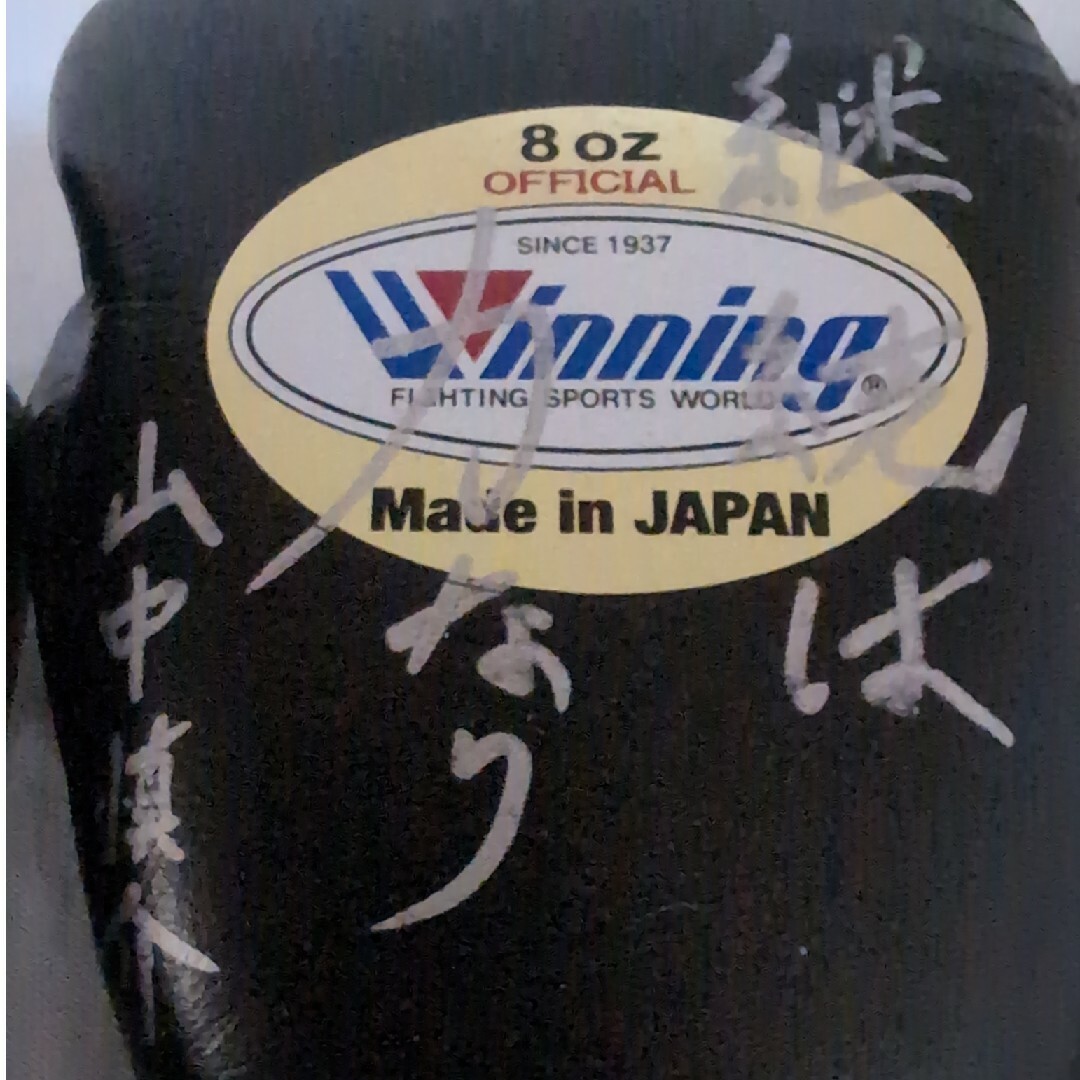 8 oz
OFFICIAL
SINCE 1937
Winning®
FIGHTING SPORTS WORLD
Made in JAPAN
継続は
力なり
山中慎介